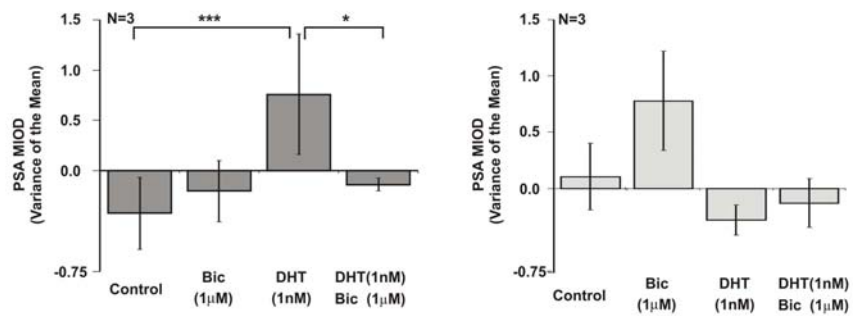 N=3
***
*
PSA MIOD
(Variance of the Mean)
1.5
1.0
0.5
0.0
-0.75
Control
Bic
(1μM)
DHT
(1nM)
DHT(1nM)
Bic (1μM)
N=3
PSA MIOD
(Variance of the Mean)
1.5
1.0
0.5
-0.0
-0.75
Control
Bic
(1μM)
DHT
(1nM)
DHT(1nM)
Bic (1μM)